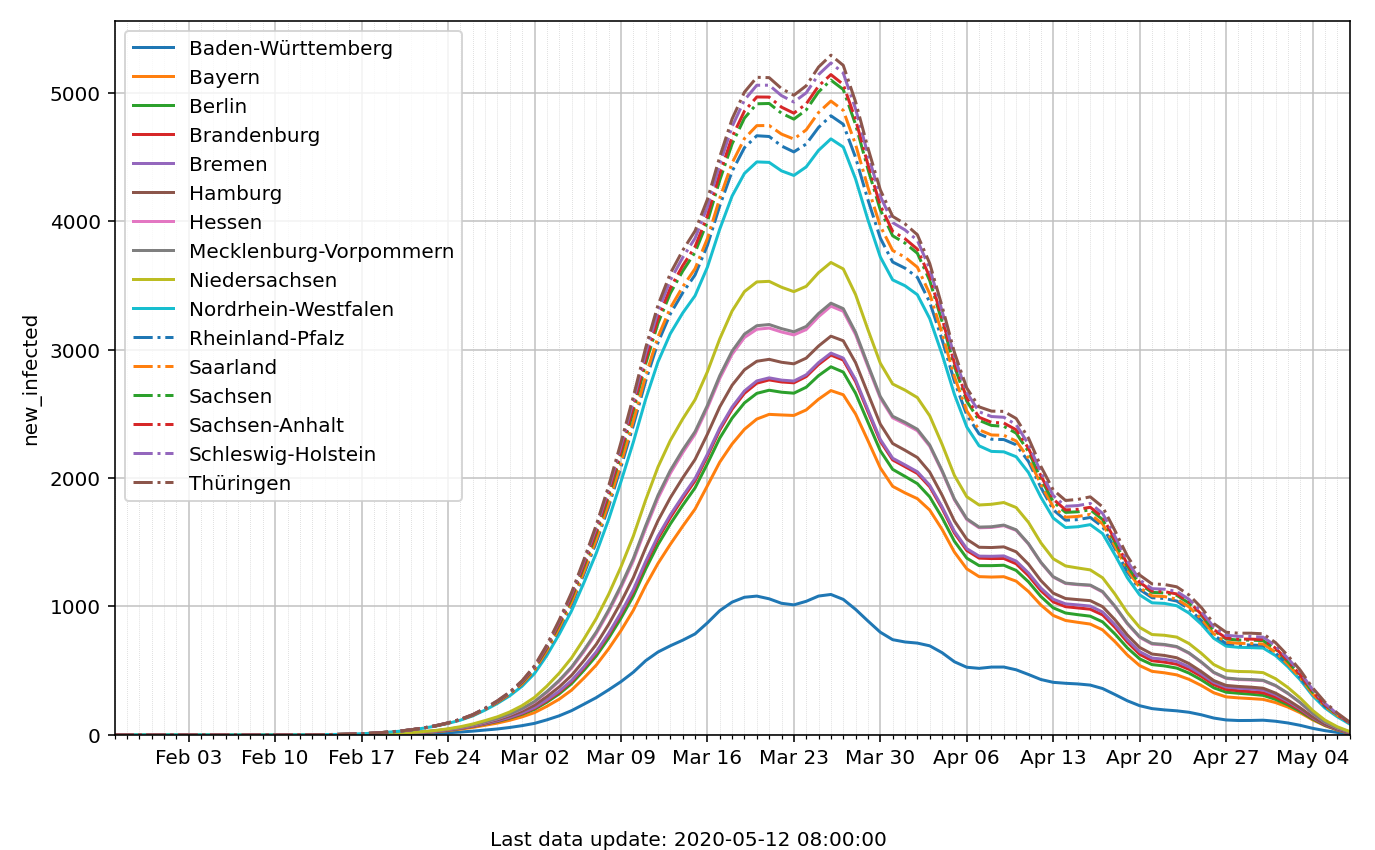 5000
4000
3000
2000
1000
0
new_infected
Baden-Württemberg
Bayern
Berlin
Brandenburg
Bremen
Hamburg
Hessen
Mecklenburg-Vorpommern
Niedersachsen
Nordrhein-Westfalen
Rheinland-Pfalz
Saarland
Sachsen
Sachsen-Anhalt
Schleswig-Holstein
Thüringen
Feb 03 Feb 10 Feb 17 Feb 24 Mar 02 Mar 09 Mar 16 Mar 23 Mar 30 Apr 06 Apr 13 Apr 20 Apr 27 May 04
Last data update: 2020-05-12 08:00:00